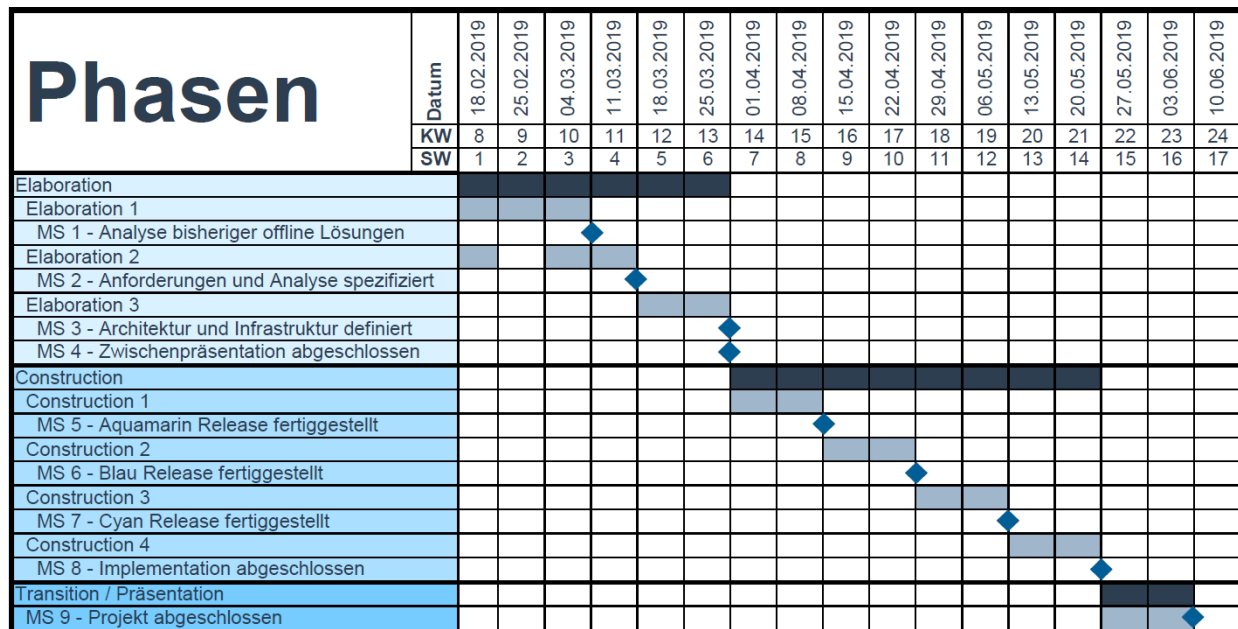 Phasen
Datum 18.02.2019 25.02.2019 04.03.2019 11.03.2019 18.03.2019 25.03.2019 01.04.2019 08.04.2019 15.04.2019 22.04.2019 29.04.2019 06.05.2019 13.05.2019 20.05.2019 27.05.2019 03.06.2019 10.06.2019
KW 8 9 10 11 12 13 14 15 16 17 18 19 20 21 22 23 24
SW 1 2 3 4 5 6 7 8 9 10 11 12 13 14 15 16 17
Elaboration
Elaboration 1
MS 1 - Analyse bisheriger offline Lösungen
Elaboration 2
MS 2 - Anforderungen und Analyse spezifiziert
Elaboration 3
MS 3 - Architektur und Infrastruktur definiert
MS 4 - Zwischenpräsentation abgeschlossen
Construction
Construction 1
MS 5 - Aquamarin Release fertiggestellt
Construction 2
MS 6 - Blau Release fertiggestellt
Construction 3
MS 7 - Cyan Release fertiggestellt
Construction 4
MS 8 - Implementation abgeschlossen
Transition / Präsentation
MS 9 - Projekt abgeschlossen